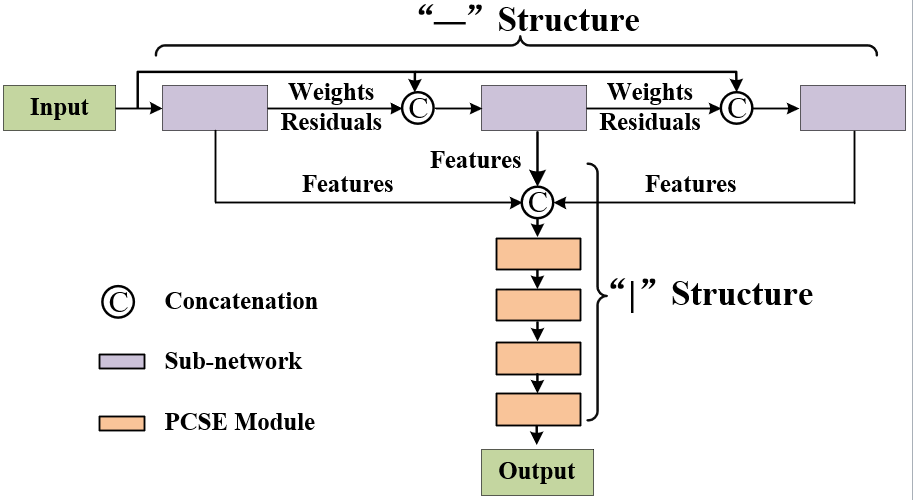 “—” Structure
Input
Weights
Residuals
C
Weights
Residuals
C
Features
Features
Features
C
“|” Structure
C Concatenation
Sub-network
PCSE Module
Output